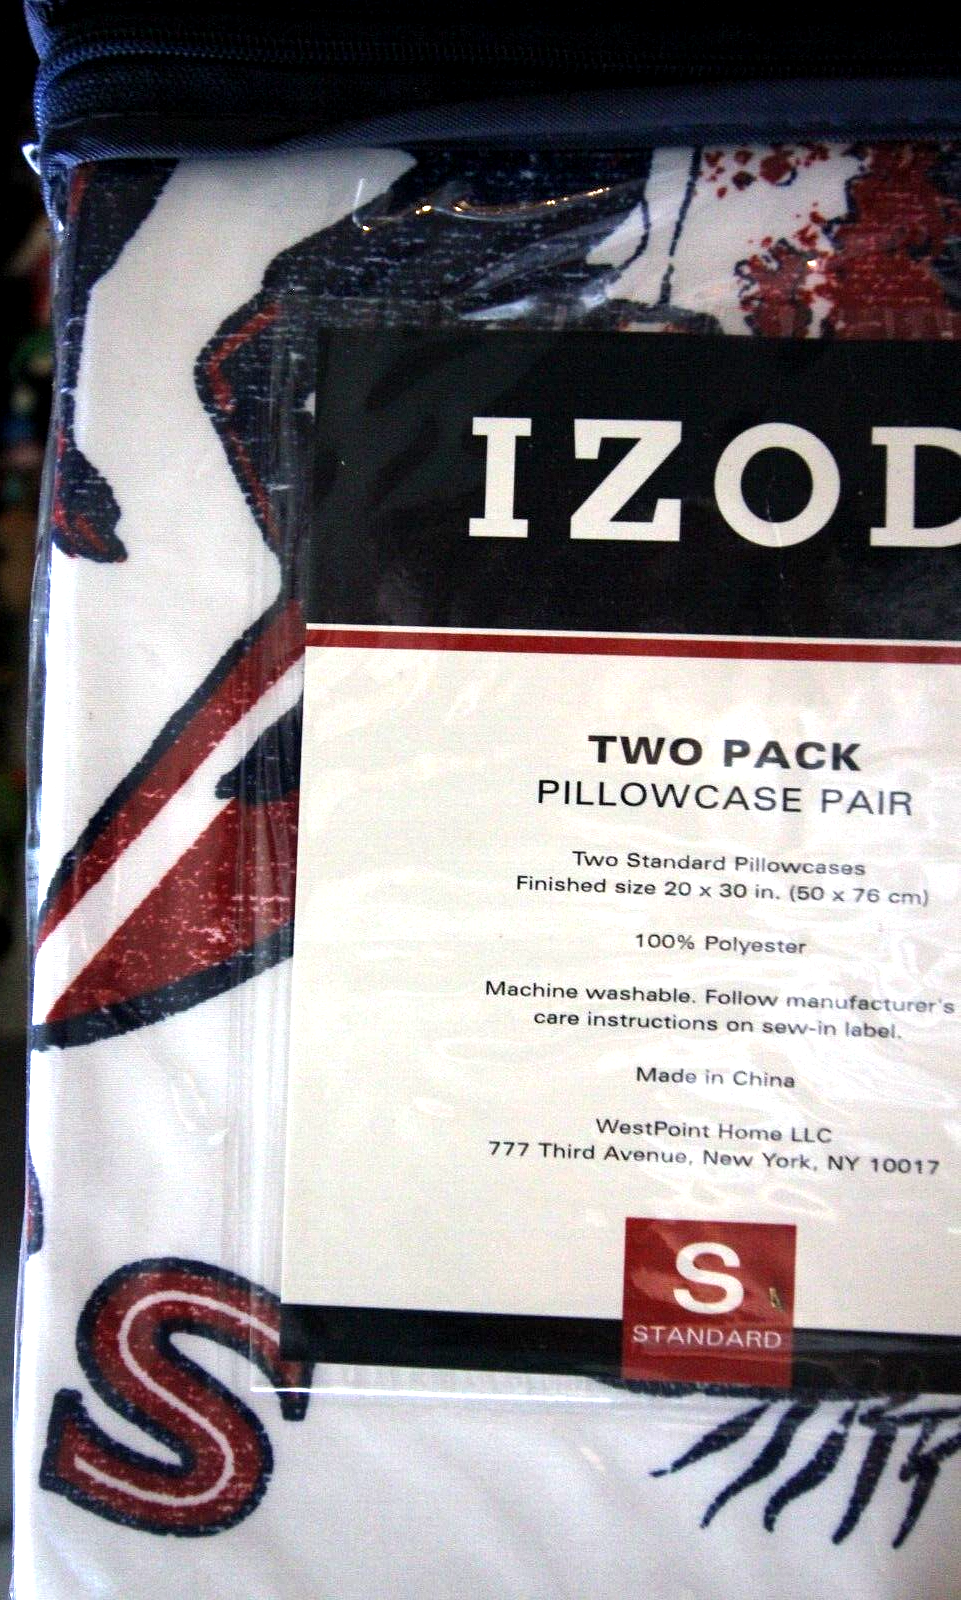 IZOD
TWO PACK
PILLOWCASE PAIR
Two Standard Pillowcases
Finished size 20 x 30 in. (50 x 76 cm)
100% Polyester
Machine washable. Follow manufacturer's
care instructions on sew-in label.
Made in China
WestPoint Home LLC
777 Third Avenue, New York, NY 10017
S
STANDARD
S